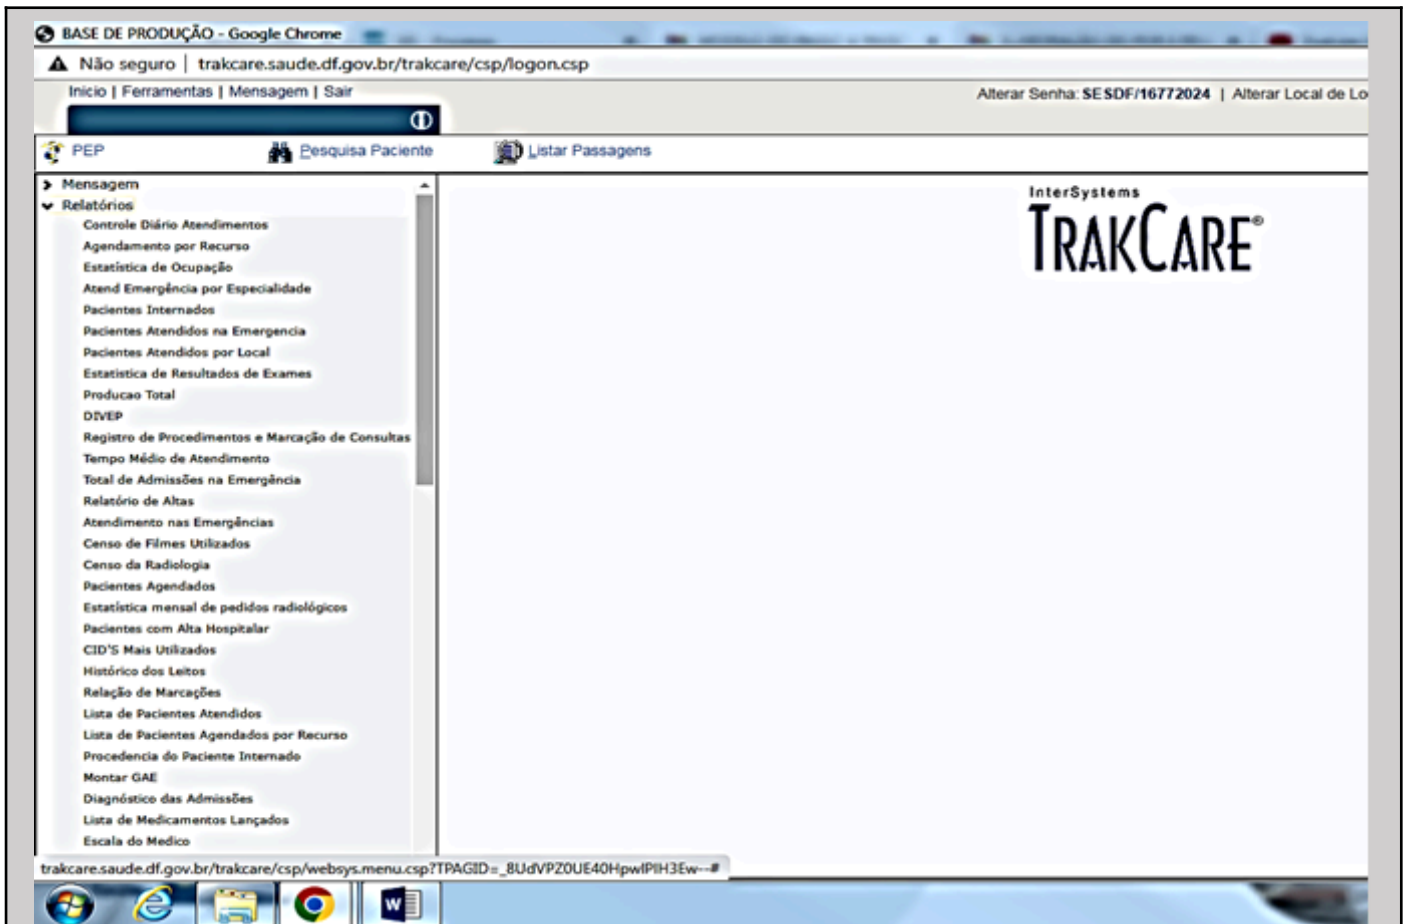 BASE DE PRODUÇÃO - Google Chrome
Não seguro | trakcare.saude.df.gov.br/trakcare/csp/logon.csp
Inicio | Ferramentas | Mensagem | Sair
Alterar Senha: SESDF/16772024 | Alterar Local de Lo
PEP
Pesquisa Paciente
Listar Passagens
Mensagem
Relatórios
Controle Diário Atendimentos
Agendamento por Recurso
Estatística de Ocupação
Atend Emergência por Especialidade
Pacientes Internados
Pacientes Atendidos na Emergencia
Pacientes Atendidos por Local
Estatistica de Resultados de Exames
Producao Total
DIVEP
Registro de Procedimentos e Marcação de Consultas
Tempo Médio de Atendimento
Total de Admissões na Emergência
Relatório de Altas
Atendimento nas Emergências
Censo de Filmes Utilizados
Censo da Radiologia
Pacientes Agendados
Estatística mensal de pedidos radiológicos
Pacientes com Alta Hospitalar
CID'S Mais Utilizados
Histórico dos Leitos
Relação de Marcações
Lista de Pacientes Atendidos
Lista de Pacientes Agendados por Recurso
Procedencia do Paciente Internado
Montar GAE
Diagnóstico das Admissões
Lista de Medicamentos Lançados
Escala do Medico
InterSystems
TRAKCARE®
trakcare.saude.df.gov.br/trakcare/csp/websys.menu.csp?TPAGID=_8UdVPZ0UE40HpwlPlH3Ew--#